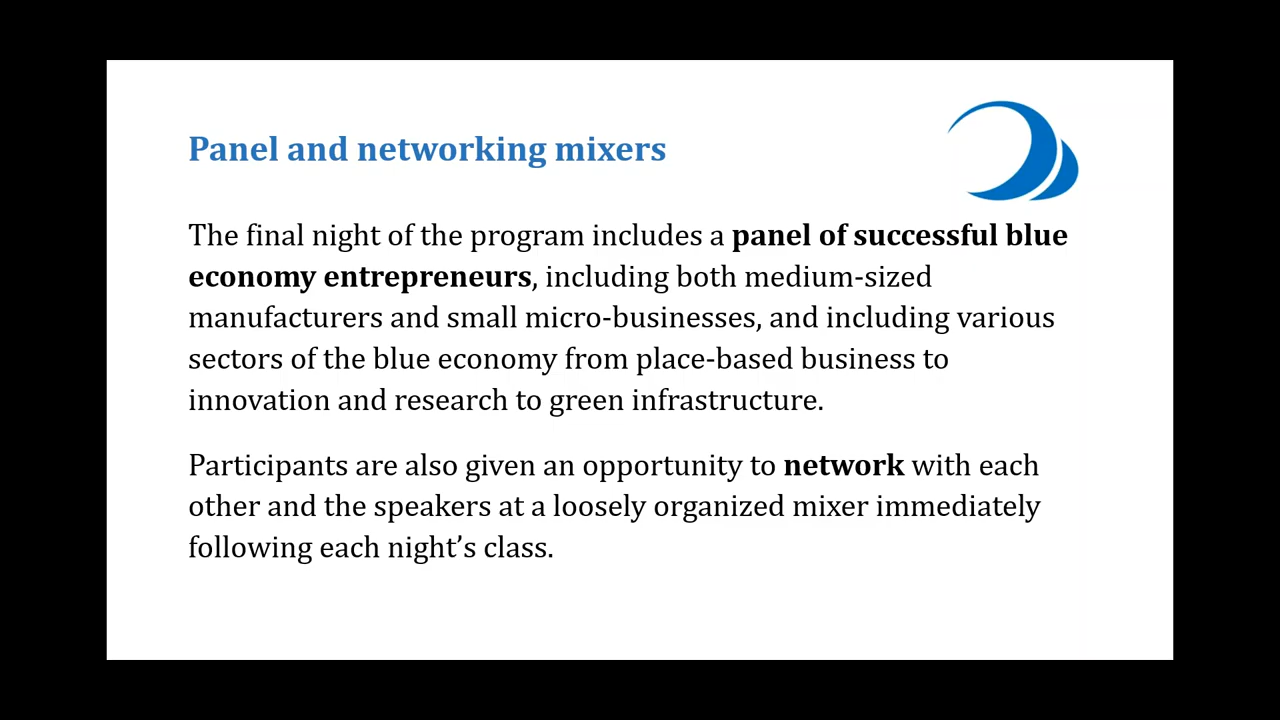 Panel and networking mixers
The final night of the program includes a panel of successful blue
economy entrepreneurs, including both medium-sized
manufacturers and small micro-businesses, and including various
sectors of the blue economy from place-based business to
innovation and research to green infrastructure.
Participants are also given an opportunity to network with each
other and the speakers at a loosely organized mixer immediately
following each night’s class.